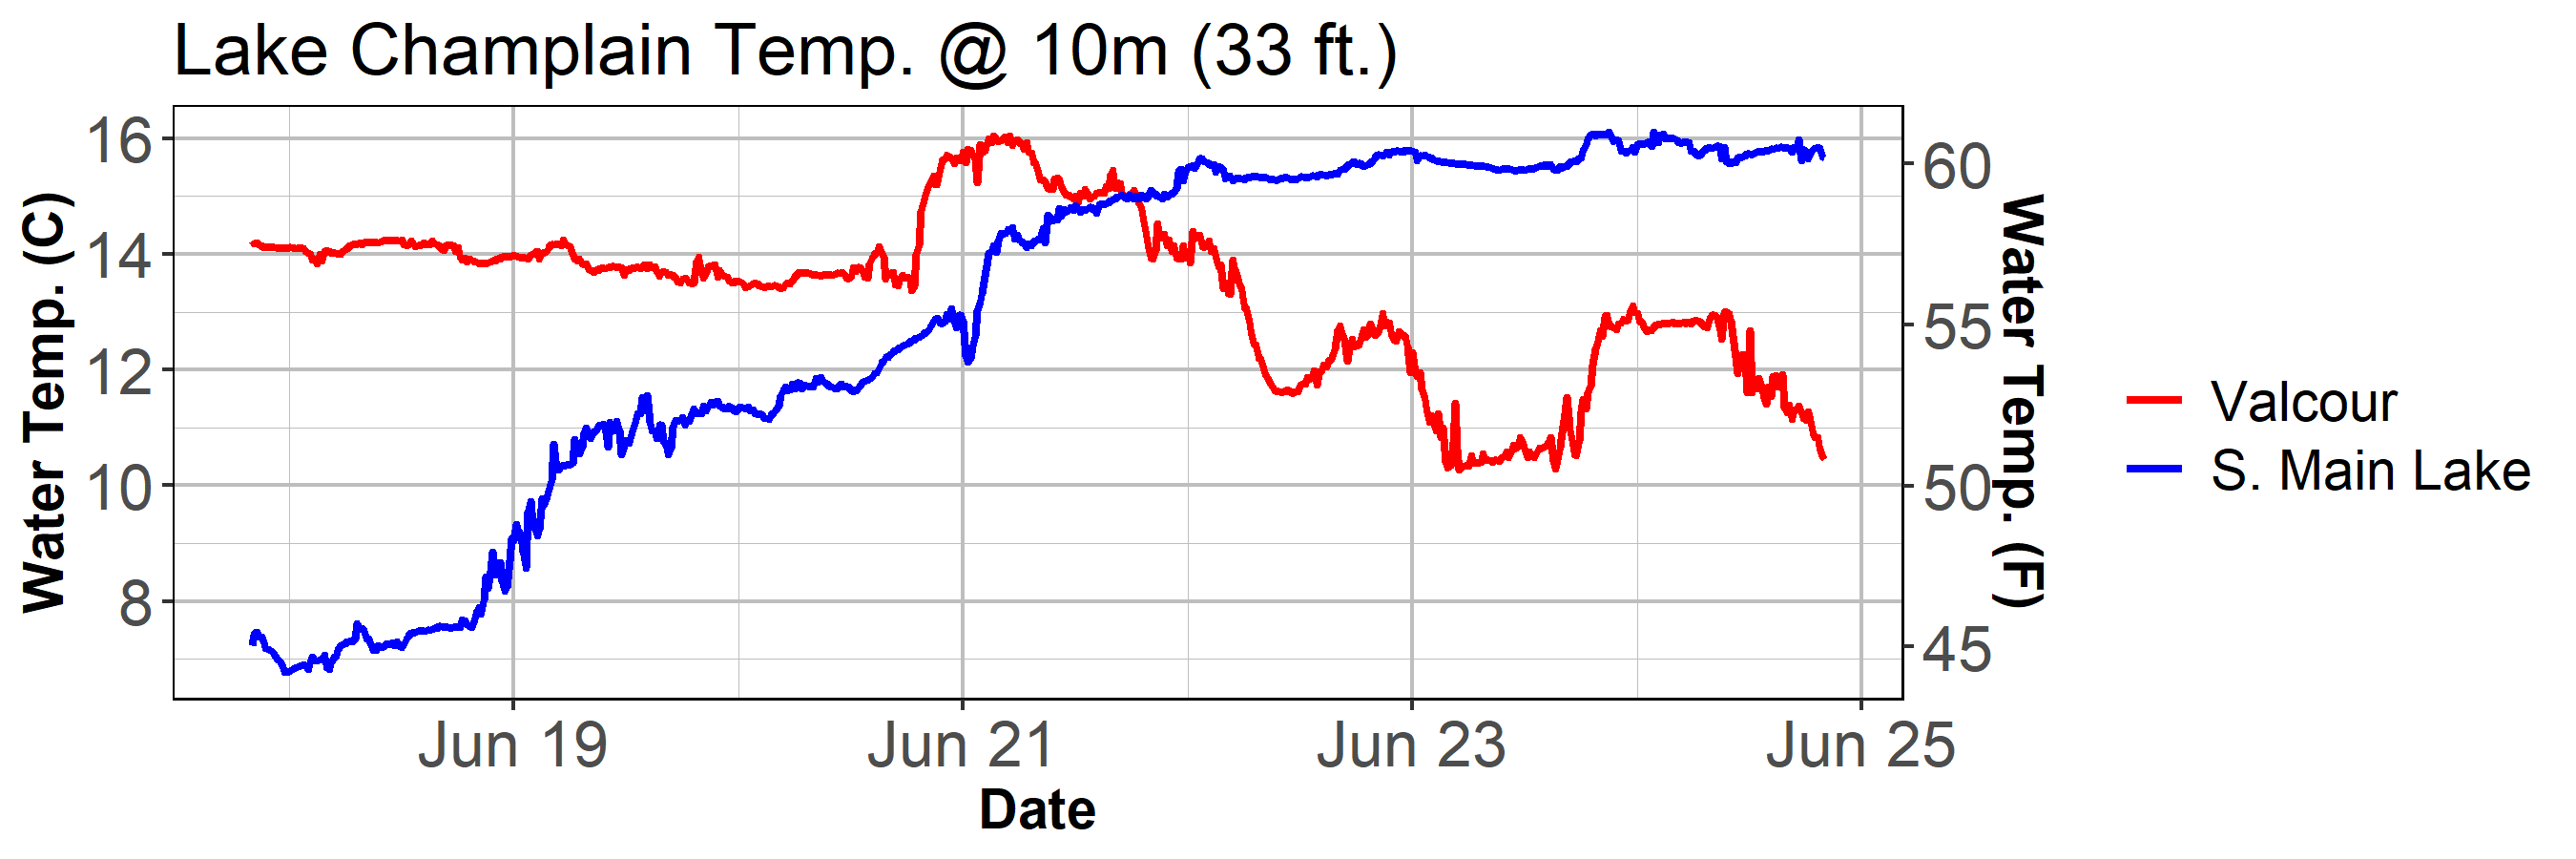 Lake Champlain Temp. @ 10m (33 ft.)
Water Temp. (C)
16
14
12
10
8
60
55
50
45
Water Temp. (F)
Jun 19
Jun 21
Jun 23
Jun 25
Date
Valcour
S. Main Lake